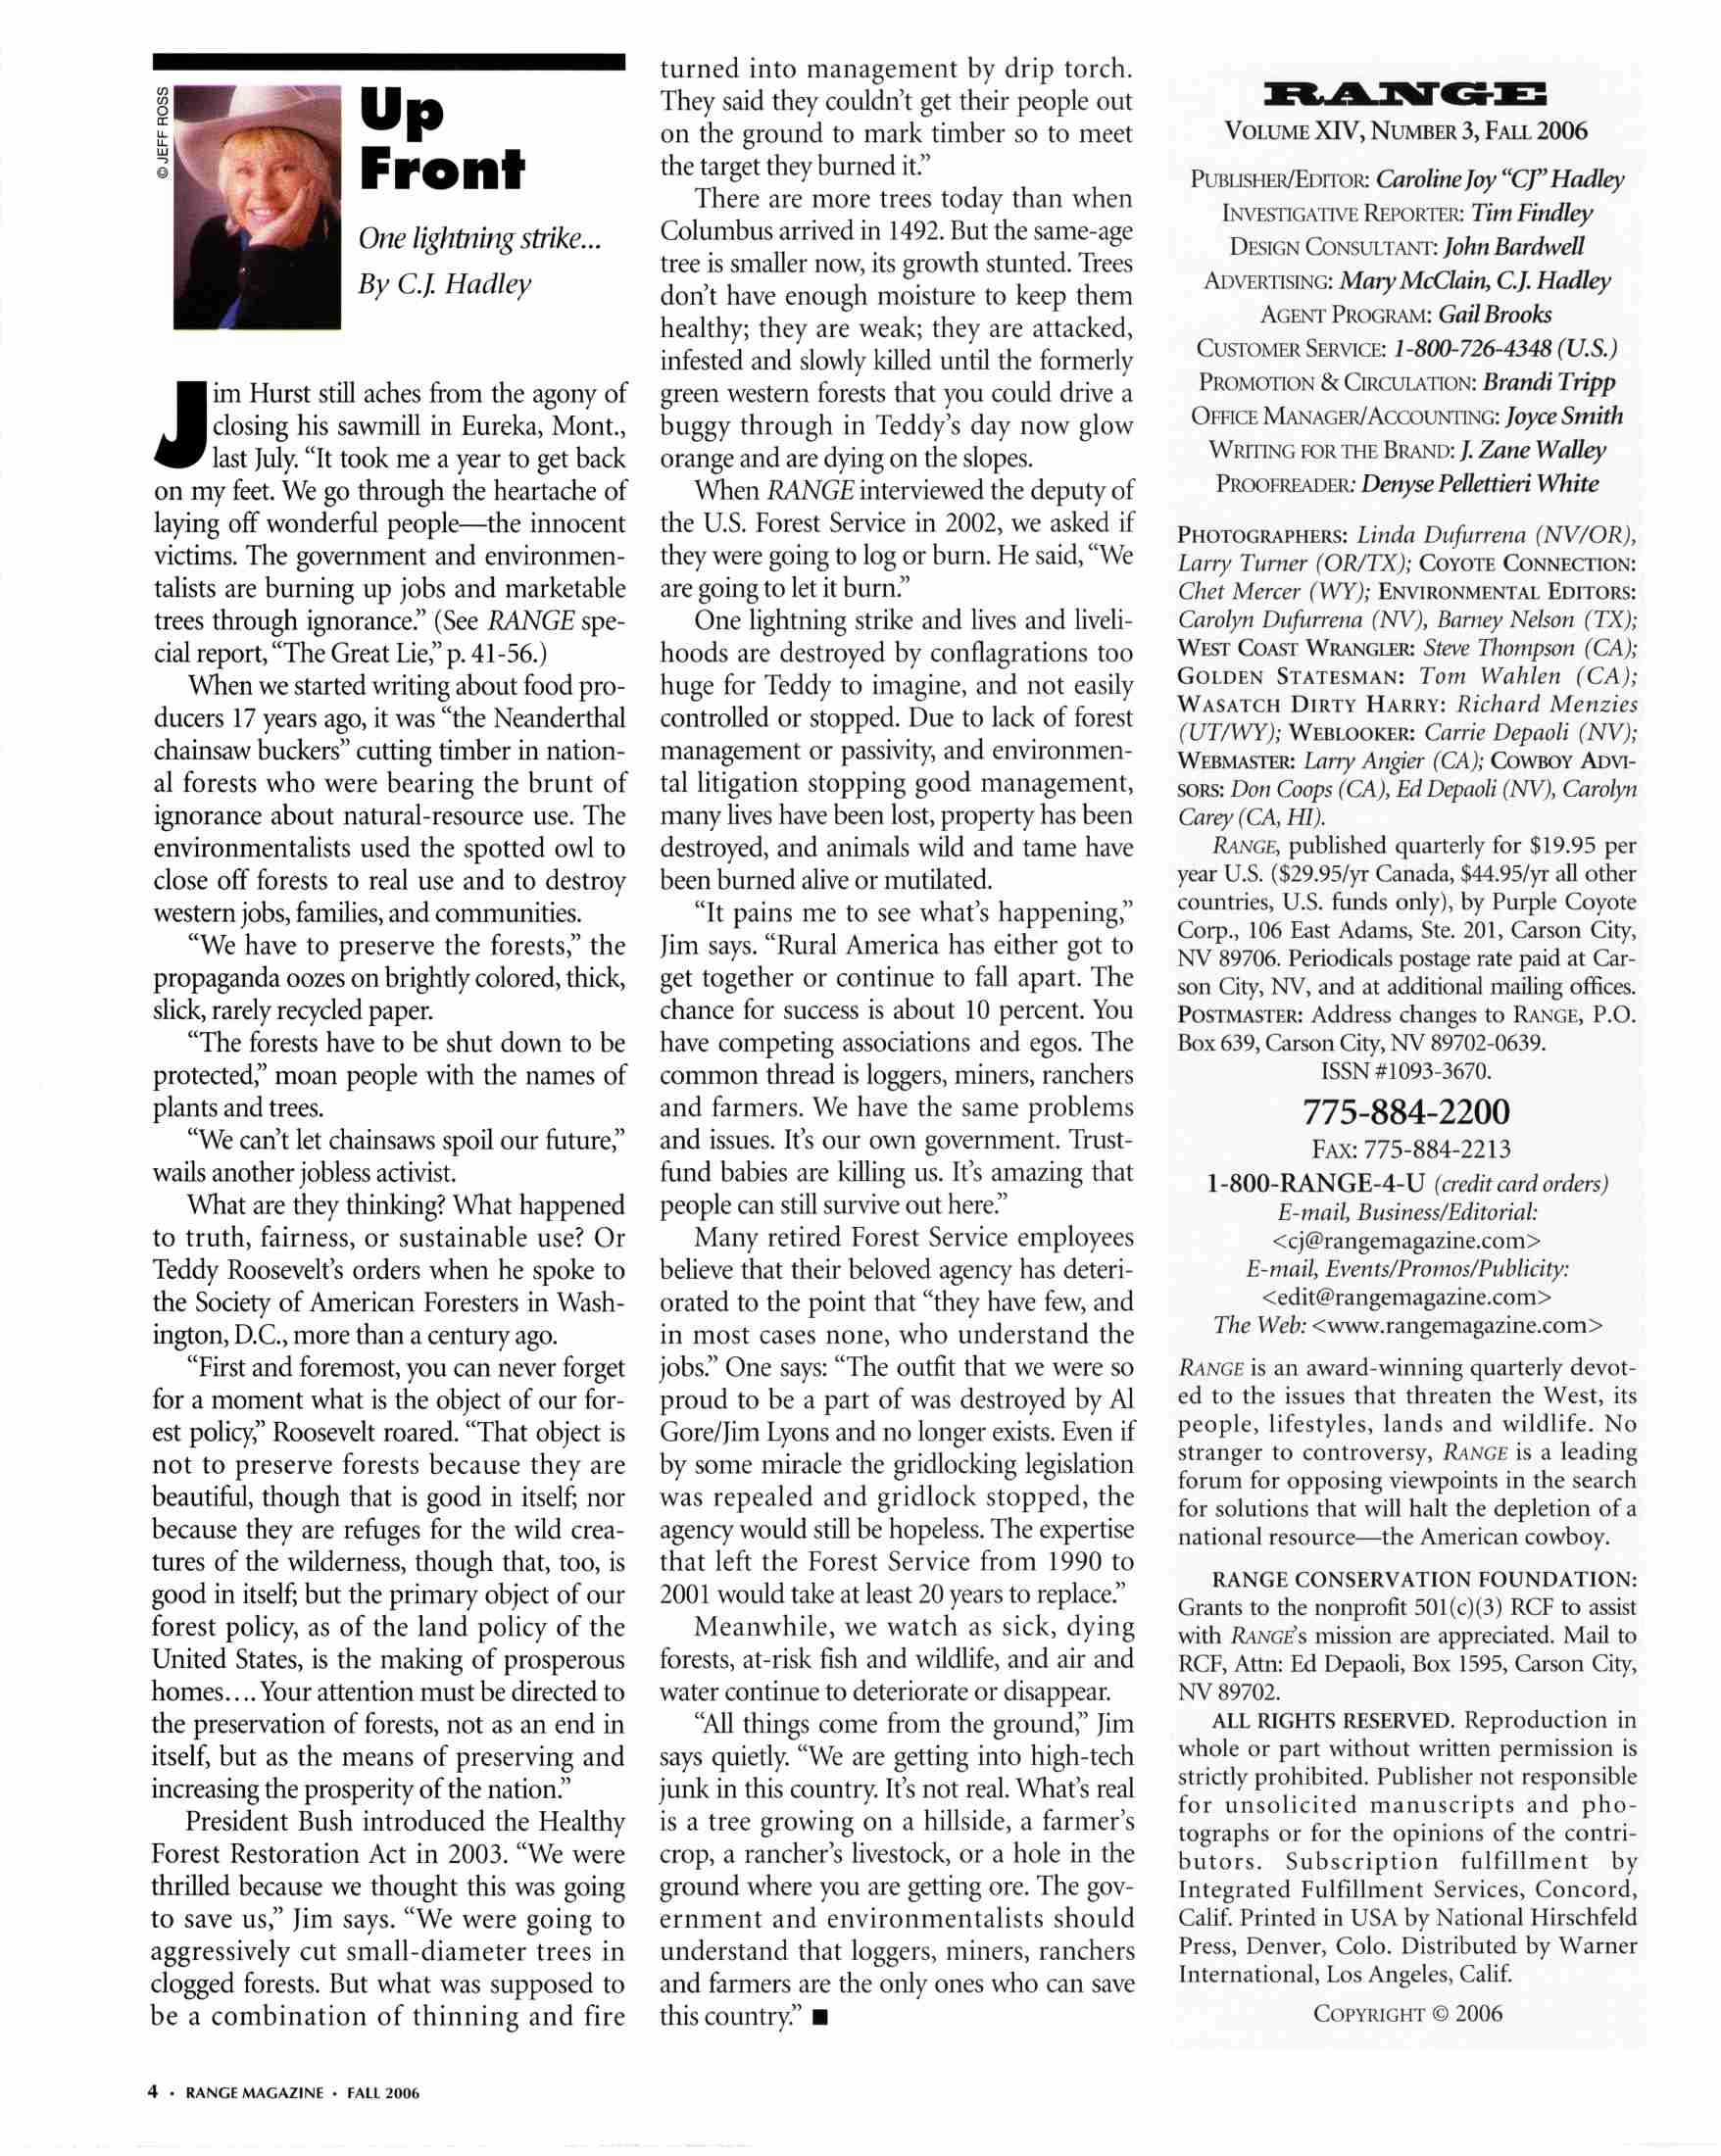 © JEFF ROSS
Up
Front
One lightning strike...
By C.J. Hadley
Jim Hurst still aches from the agony of
closing his sawmill in Eureka, Mont.,
last July. “It took me a year to get back
on my feet. We go through the heartache of
laying off wonderful people—the innocent
victims. The government and environmen-
talists are burning up jobs and marketable
trees through ignorance.” (See RANGE spe-
cial report, “The Great Lie,” p. 41-56.)
When we started writing about food pro-
ducers 17 years ago, it was “the Neanderthal
chainsaw buckers” cutting timber in nation-
al forests who were bearing the brunt of
ignorance about natural-resource use. The
environmentalists used the spotted owl to
close off forests to real use and to destroy
western jobs, families, and communities.
“We have to preserve the forests,” the
propaganda oozes on brightly colored, thick,
slick, rarely recycled paper.
“The forests have to be shut down to be
protected,” moan people with the names of
plants and trees.
“We can’t let chainsaws spoil our future,”
wails another jobless activist.
What are they thinking? What happened
to truth, fairness, or sustainable use? Or
Teddy Roosevelt’s orders when he spoke to
the Society of American Foresters in Wash-
ington, D.C., more than a century ago.
“First and foremost, you can never forget
for a moment what is the object of our for-
est policy,” Roosevelt roared. “That object is
not to preserve forests because they are
beautiful, though that is good in itself; nor
because they are refuges for the wild crea-
tures of the wilderness, though that, too, is
good in itself; but the primary object of our
forest policy, as of the land policy of the
United States, is the making of prosperous
homes.... Your attention must be directed to
the preservation of forests, not as an end in
itself, but as the means of preserving and
increasing the prosperity of the nation.”
President Bush introduced the Healthy
Forest Restoration Act in 2003. “We were
thrilled because we thought this was going
to save us,” Jim says. “We were going to
aggressively cut small-diameter trees in
clogged forests. But what was supposed to
be a combination of thinning and fire
turned into management by drip torch.
They said they couldn’t get their people out
on the ground to mark timber so to meet
the target they burned it.”
There are more trees today than when
Columbus arrived in 1492. But the same-age
tree is smaller now, its growth stunted. Trees
don’t have enough moisture to keep them
healthy; they are weak; they are attacked,
infested and slowly killed until the formerly
green western forests that you could drive a
buggy through in Teddy’s day now glow
orange and are dying on the slopes.
When RANGE interviewed the deputy of
the U.S. Forest Service in 2002, we asked if
they were going to log or burn. He said, “We
are going to let it burn.”
One lightning strike and lives and liveli-
hoods are destroyed by conflagrations too
huge for Teddy to imagine, and not easily
controlled or stopped. Due to lack of forest
management or passivity, and environmen-
tal litigation stopping good management,
many lives have been lost, property has been
destroyed, and animals wild and tame have
been burned alive or mutilated.
“It pains me to see what’s happening,”
Jim says. “Rural America has either got to
get together or continue to fall apart. The
chance for success is about 10 percent. You
have competing associations and egos. The
common thread is loggers, miners, ranchers
and farmers. We have the same problems
and issues. It’s our own government. Trust-
fund babies are killing us. It’s amazing that
people can still survive out here.”
Many retired Forest Service employees
believe that their beloved agency has deteri-
orated to the point that “they have few, and
in most cases none, who understand the
jobs.” One says: “The outfit that we were so
proud to be a part of was destroyed by Al
Gore/Jim Lyons and no longer exists. Even if
by some miracle the gridlocking legislation
was repealed and gridlock stopped, the
agency would still be hopeless. The expertise
that left the Forest Service from 1990 to
2001 would take at least 20 years to replace.”
Meanwhile, we watch as sick, dying
forests, at-risk fish and wildlife, and air and
water continue to deteriorate or disappear.
“All things come from the ground,” Jim
says quietly. “We are getting into high-tech
junk in this country. It’s not real. What’s real
is a tree growing on a hillside, a farmer’s
crop, a rancher’s livestock, or a hole in the
ground where you are getting ore. The gov-
ernment and environmentalists should
understand that loggers, miners, ranchers
and farmers are the only ones who can save
this country.” ■
RANGE
VOLUME XIV, NUMBER 3, FALL 2006
PUBLISHER/EDITOR: Caroline Joy “CJ” Hadley
INVESTIGATIVE REPORTER: Tim Findley
DESIGN CONSULTANT: John Bardwell
ADVERTISING: Mary McClain, C.J. Hadley
AGENT PROGRAM: Gail Brooks
CUSTOMER SERVICE: 1-800-726-4348 (U.S.)
PROMOTION & CIRCULATION: Brandi Tripp
OFFICE MANAGER/ACCOUNTING: Joyce Smith
WRITING FOR THE BRAND: J. Zane Walley
PROOFREADER: Denyse Pellettieri White
PHOTOGRAPHERS: Linda Dufurrena (NV/OR),
Larry Turner (OR/TX); COYOTE CONNECTION:
Chet Mercer (WY); ENVIRONMENTAL EDITORS:
Carolyn Dufurrena (NV), Barney Nelson (TX);
WEST COAST WRANGLER: Steve Thompson (CA);
GOLDEN STATESMAN: Tom Wahlen (CA);
WASATCH DIRTY HARRY: Richard Menzies
(UT/WY); WEBLOOKER: Carrie Depaoli (NV);
WEBMASTER: Larry Angier (CA); COWBOY ADVI-
SORS: Don Coops (CA), Ed Depaoli (NV), Carolyn
Carey (CA, HI).
RANGE, published quarterly for $19.95 per
year U.S. ($29.95/yr Canada, $44.95/yr all other
countries, U.S. funds only), by Purple Coyote
Corp., 106 East Adams, Ste. 201, Carson City,
NV 89706. Periodicals postage rate paid at Car-
son City, NV, and at additional mailing offices.
POSTMASTER: Address changes to RANGE, P.O.
Box 639, Carson City, NV 89702-0639.
ISSN #1093-3670.
775-884-2200
FAX: 775-884-2213
1-800-RANGE-4-U (credit card orders)
E-mail, Business/Editorial:
<cj@rangemagazine.com>
E-mail, Events/Promos/Publicity:
<edit@rangemagazine.com>
The Web: <www.rangemagazine.com>
RANGE is an award-winning quarterly devot-
ed to the issues that threaten the West, its
people, lifestyles, lands and wildlife. No
stranger to controversy, RANGE is a leading
forum for opposing viewpoints in the search
for solutions that will halt the depletion of a
national resource—the American cowboy.
RANGE CONSERVATION FOUNDATION:
Grants to the nonprofit 501(c)(3) RCF to assist
with RANGE’s mission are appreciated. Mail to
RCF, Attn: Ed Depaoli, Box 1595, Carson City,
NV 89702.
ALL RIGHTS RESERVED. Reproduction in
whole or part without written permission is
strictly prohibited. Publisher not responsible
for unsolicited manuscripts and pho-
tographs or for the opinions of the contri-
butors. Subscription fulfillment by
Integrated Fulfillment Services, Concord,
Calif. Printed in USA by National Hirschfeld
Press, Denver, Colo. Distributed by Warner
International, Los Angeles, Calif.
COPYRIGHT © 2006
4 • RANGE MAGAZINE • FALL 2006